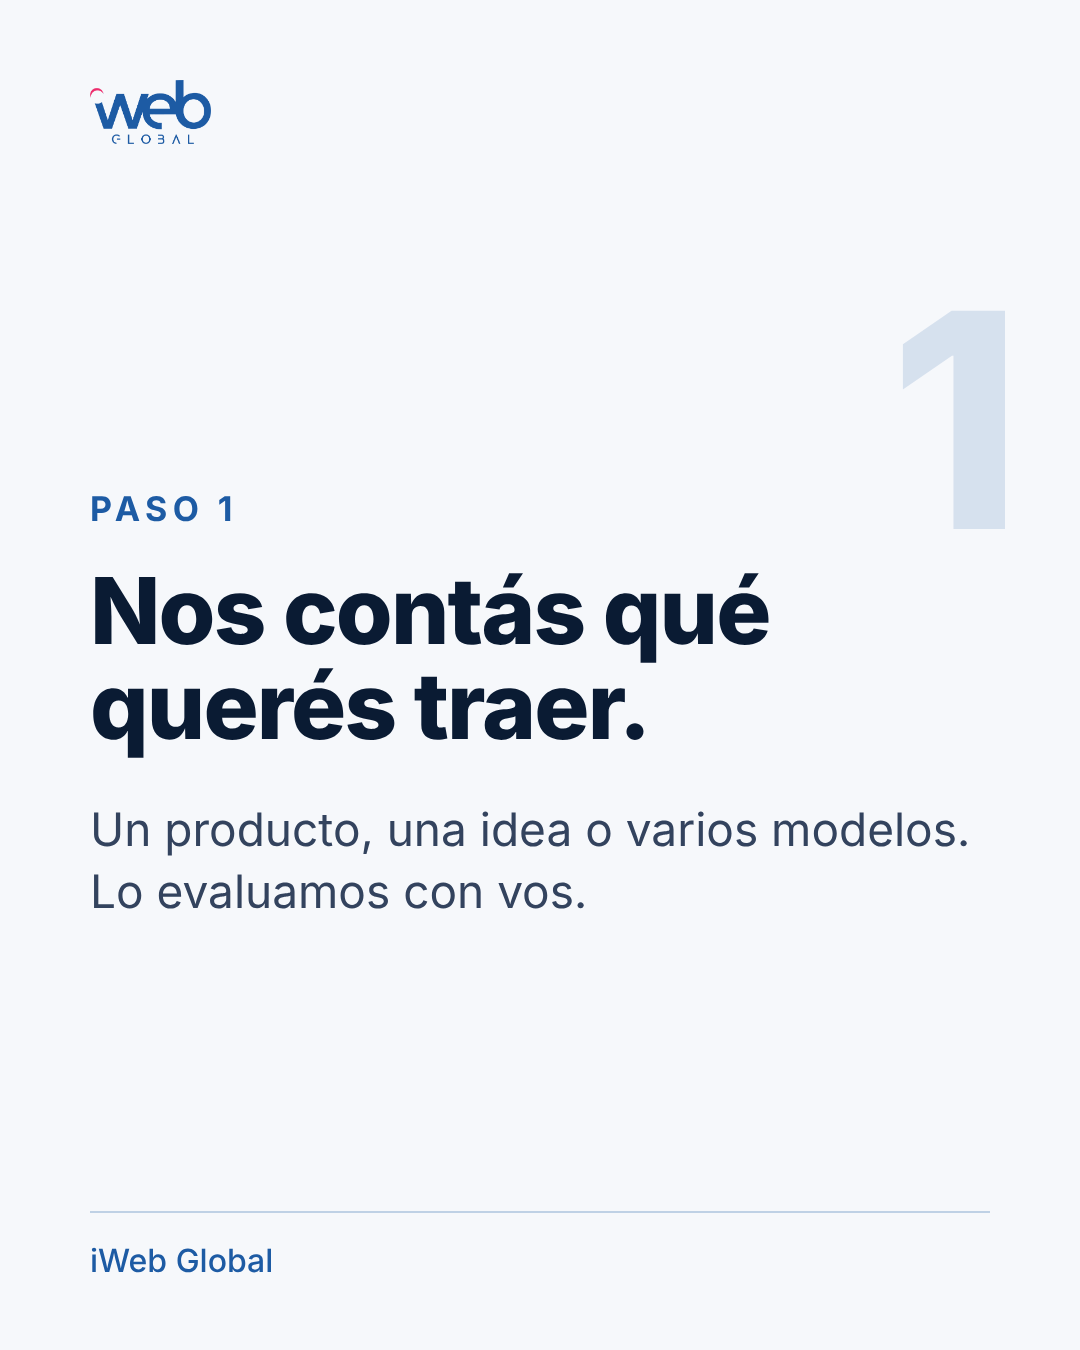 iweb
GLOBAL
1
PASO 1
Nos contás qué
querés traer.
Un producto, una idea o varios modelos.
Lo evaluamos con vos.
iWeb Global